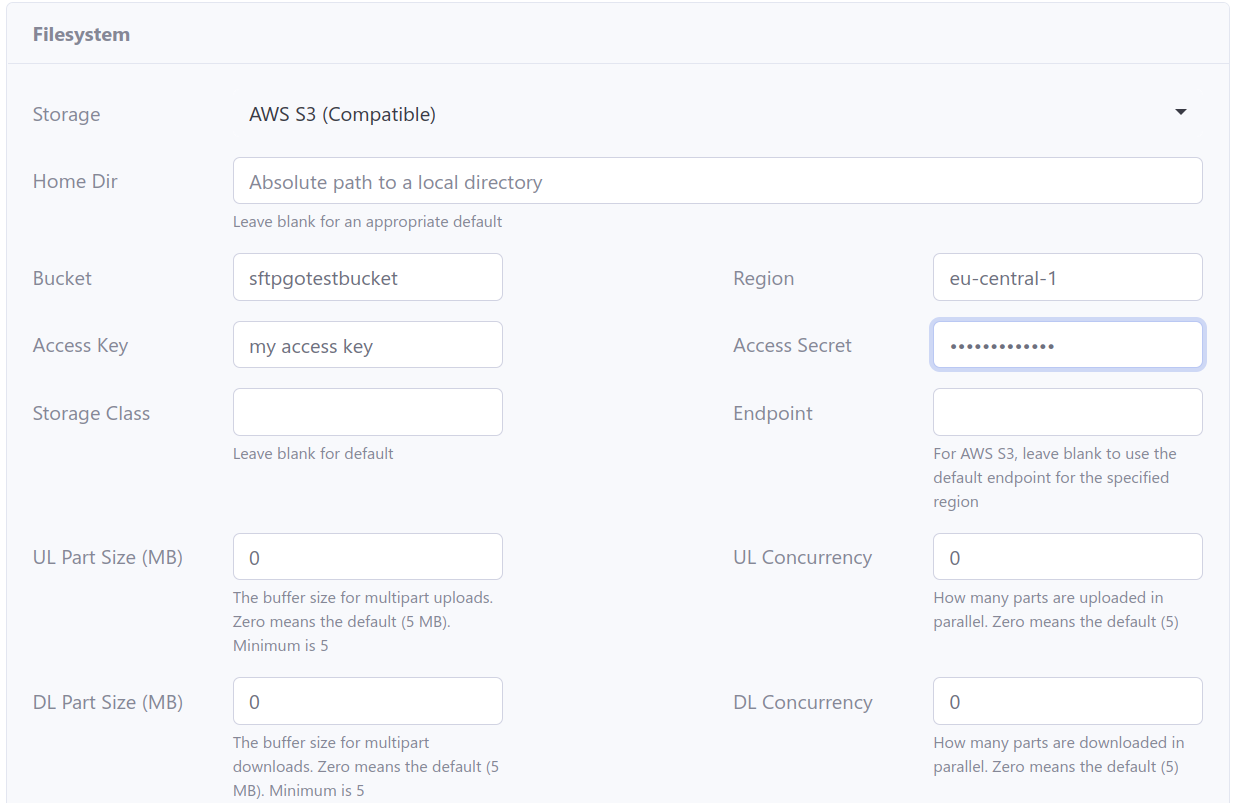 Filesystem
Storage AWS S3 (Compatible)
Home Dir Absolute path to a local directory
Leave blank for an appropriate default
Bucket sftpgotestbucket Region eu-central-1
Access Key my access key Access Secret •••••••••••••
Storage Class Endpoint
Leave blank for default
For AWS S3, leave blank to use the
default endpoint for the specified
region
UL Part Size (MB) 0 UL Concurrency 0
The buffer size for multipart uploads.
Zero means the default (5 MB).
Minimum is 5
How many parts are uploaded in
parallel. Zero means the default (5)
DL Part Size (MB) 0 DL Concurrency 0
The buffer size for multipart
downloads. Zero means the default (5
MB). Minimum is 5
How many parts are downloaded in
parallel. Zero means the default (5)